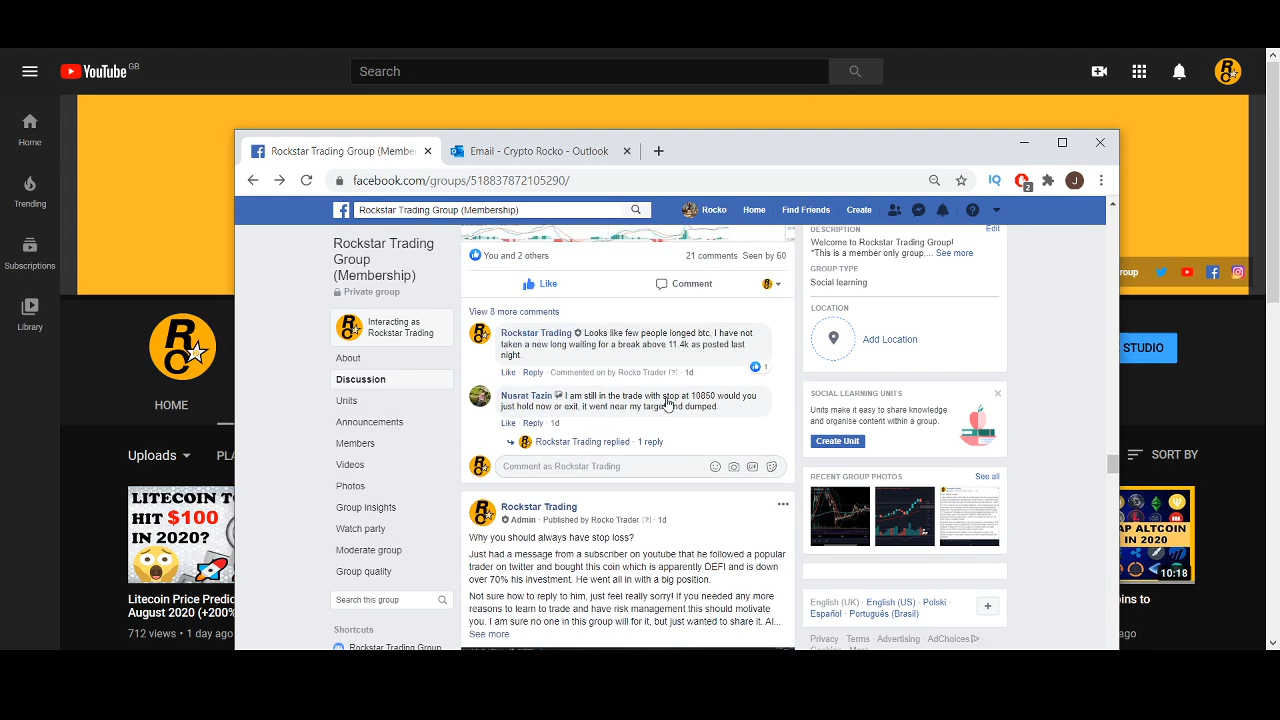 YouTube GB
Search
Home
Trending
Subscriptions
Library
Rockstar Trading Group (Membe
Email - Crypto Rocko - Outlook
facebook.com/groups/518837872105290/
IQ
2
J
Rockstar Trading Group (Membership)
Rocko
Home
Find Friends
Create
Rockstar Trading
Group
(Membership)
Private group
Interacting as
Rockstar Trading
About
Discussion
Units
Announcements
Members
Videos
Photos
Group Insights
Watch party
Moderate group
Group quality
Search this group
Shortcuts
Rockstar Trading Group
You and 2 others
21 comments Seen by 60
Like
Comment
View 8 more comments
Rockstar Trading Looks like few people longed btc, I have not
taken a new long waiting for a break above 11.4k as posted last
night.
1
Like · Reply · Commented on by Rocko Trader [?] · 1d
Nusrat Tazin I am still in the trade with stop at 10850 would you
just hold now or exit, it went near my target and dumped.
Like · Reply · 1d
Rockstar Trading replied · 1 reply
Comment as Rockstar Trading
Rockstar Trading
Admin · Published by Rocko Trader [?] · 1d
Why you should always have stop loss?
Just had a message from a subscriber on youtube that he followed a popular
trader on twitter and bought this coin which is apparently DEFI and is down
over 70% his investment. He went all in with a big position.
Not sure how to reply to him, just feel really sorry! If you needed any more
reasons to learn to trade and have risk management this should motivate
you. I am sure no one in this group will for it, but just wanted to share it. Al...
See more
DESCRIPTION
Edit
Welcome to Rockstar Trading Group!
*This is a member only group,... See more
GROUP TYPE
Social learning
LOCATION
Add Location
SOCIAL LEARNING UNITS
Units make it easy to share knowledge
and organise content within a group.
Create Unit
RECENT GROUP PHOTOS
See all
English (UK) · English (US) · Polski ·
Español · Português (Brasil)
Privacy · Terms · Advertising · AdChoices
Cookies · More
roup
STUDIO
RC
HOME
Uploads
PL
SORT BY
LITECOIN TO
HIT $100
IN 2020?
Litecoin Price Predic
August 2020 (+200%
712 views · 1 day ago
AP ALTCOIN
IN 2020
10:18
ins to
ago